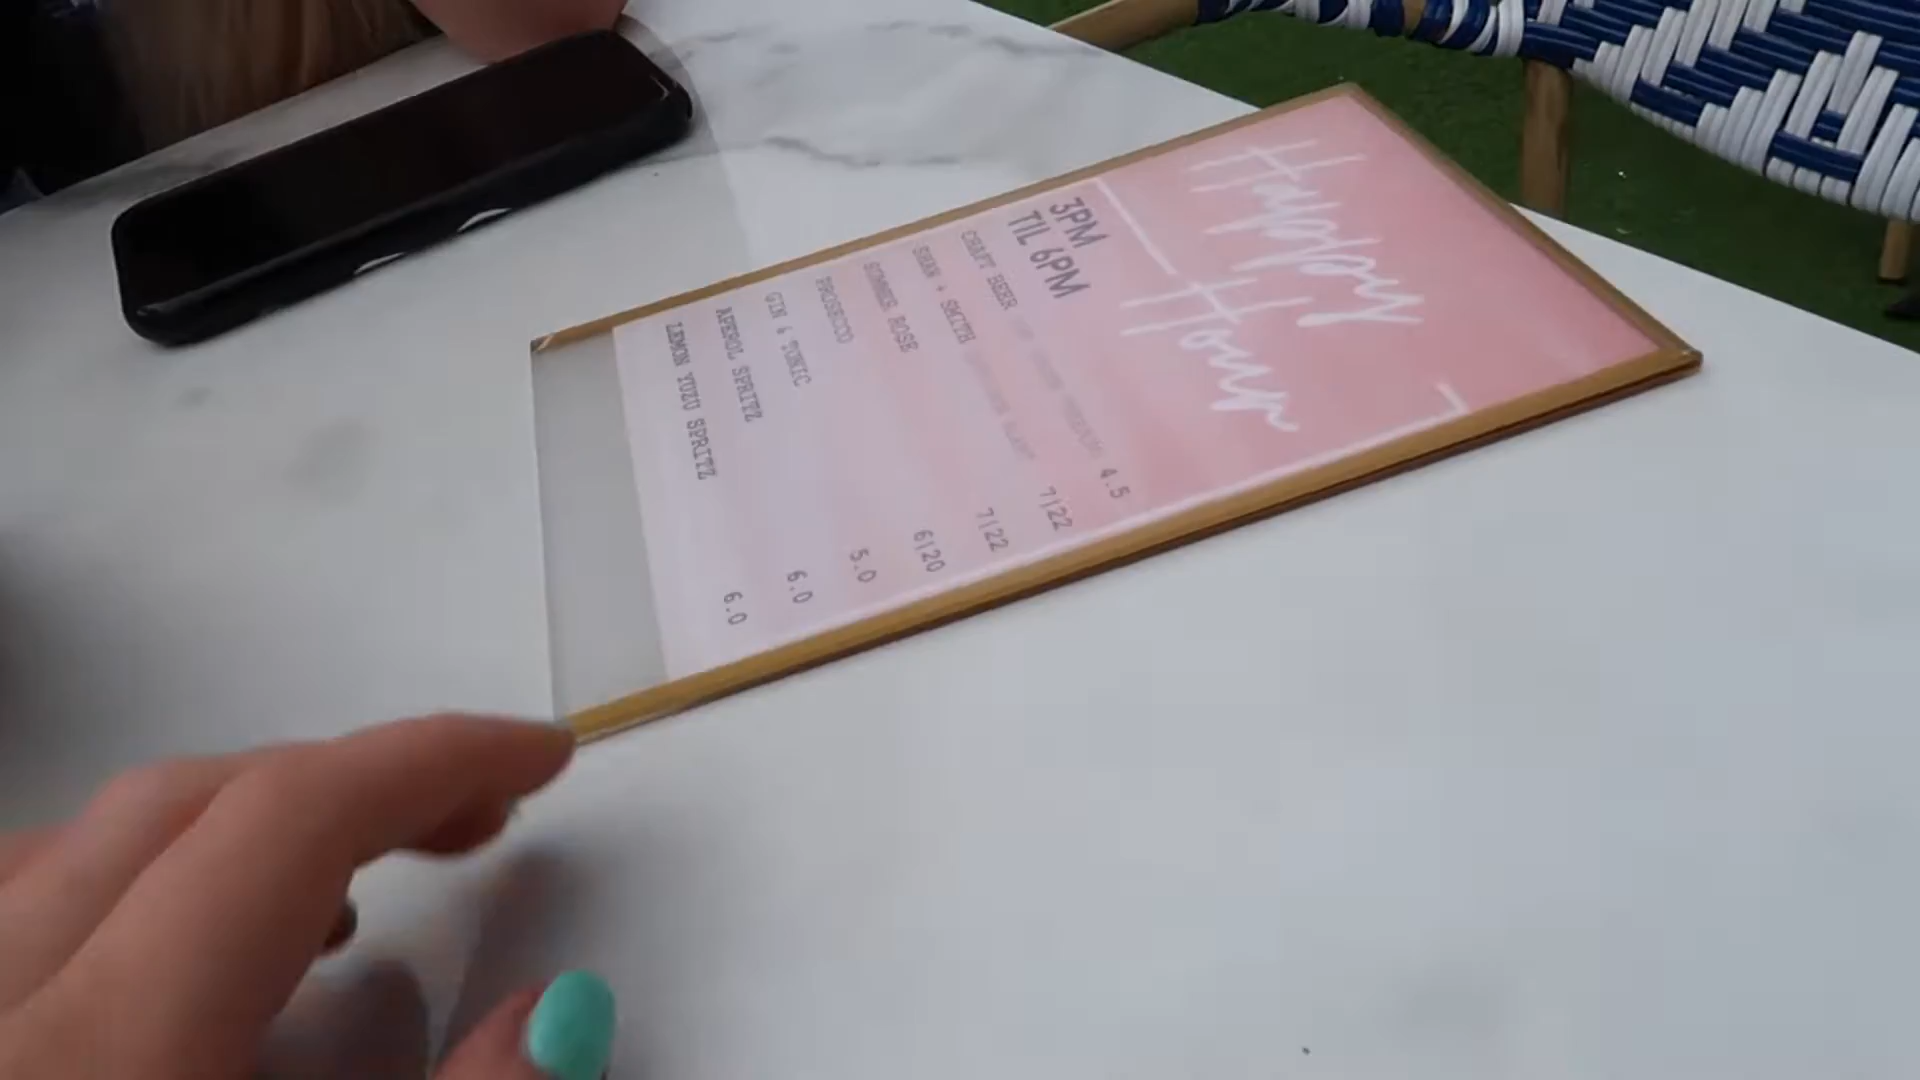 Happy
Hour
3PM
TIL 6PM
CRAFT BEER 4.5
SHAW + SMITH 7|22
SUMMER ROSE 7|22
PROSECCO 6|20
GIN & TONIC 5.0
APEROL SPRITZ 6.0
LEMON YUZU SPRITZ 6.0